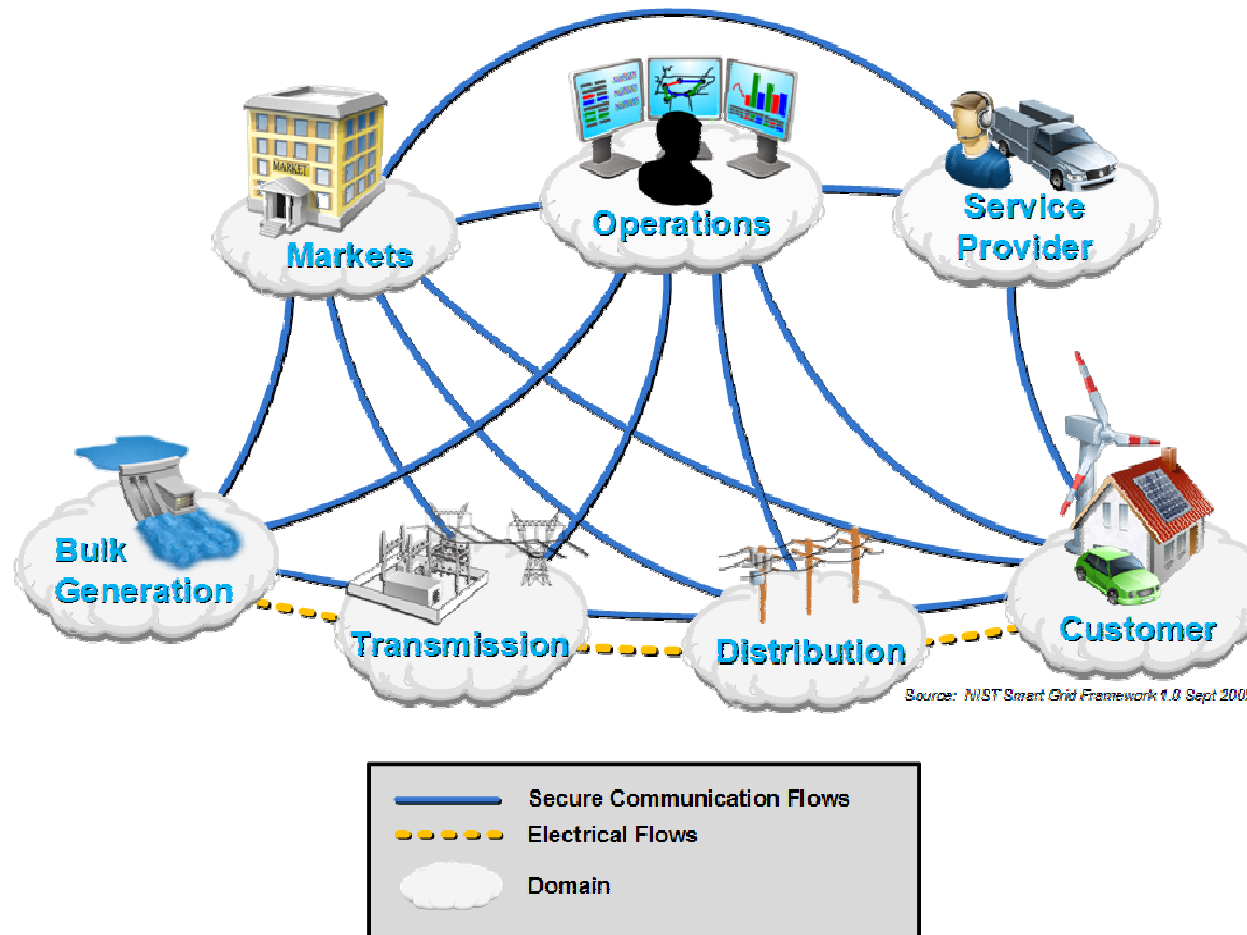 MARKET
Markets
Operations
Service
Provider
Bulk
Generation
Transmission
Distribution
Customer
Source: NIST Smart Grid Framework 1.0 Sept 200
Secure Communication Flows
Electrical Flows
Domain